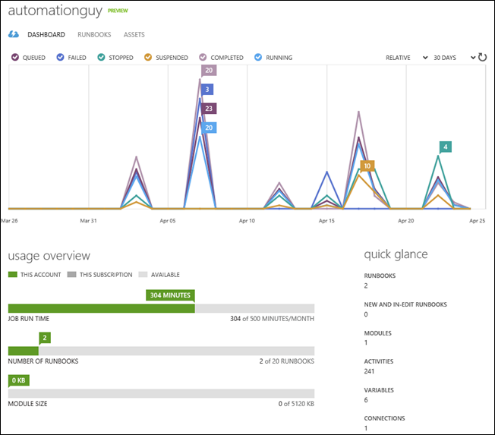 automationguy PREVIEW
DASHBOARD RUNBOOKS ASSETS
QUEUED FAILED STOPPED SUSPENDED COMPLETED RUNNING RELATIVE 30 DAYS
20
3
23
20
4
10
Mar 26 Mar 31 Apr 05 Apr 10 Apr 15 Apr 20 Apr 25
usage overview
THIS ACCOUNT THIS SUBSCRIPTION AVAILABLE
304 MINUTES
JOB RUN TIME 304 of 500 MINUTES/MONTH
2
NUMBER OF RUNBOOKS 2 of 20 RUNBOOKS
0 KB
MODULE SIZE 0 of 5120 KB
quick glance
RUNBOOKS
2
NEW AND IN-EDIT RUNBOOKS
0
MODULES
1
ACTIVITIES
241
VARIABLES
6
CONNECTIONS
1